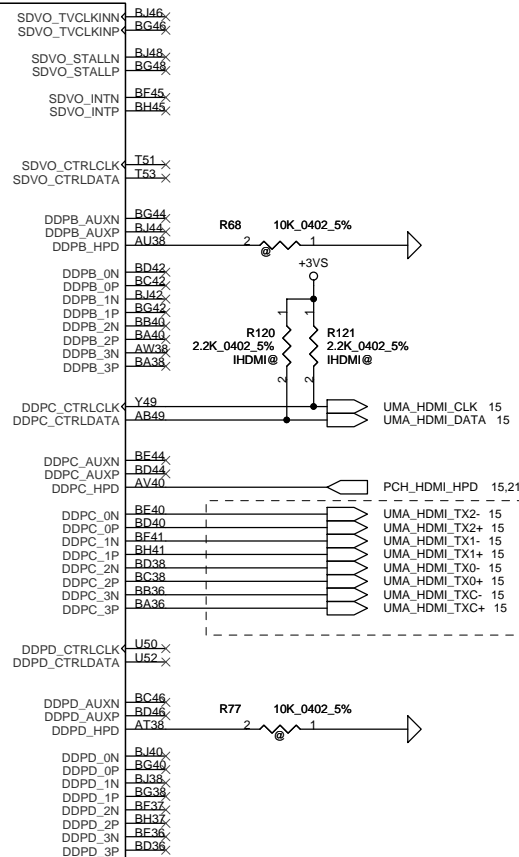 SDVO_TVCLKINN BJ46
SDVO_TVCLKINP BG46
SDVO_STALLN BJ48
SDVO_STALLP BG48
SDVO_INTN BF45
SDVO_INTP BH45
SDVO_CTRLCLK T51
SDVO_CTRLDATA T53
DDPB_AUXN BG44
DDPB_AUXP BJ44
DDPB_HPD AU38
R68 10K_0402_5%
2 1
@
DDPB_0N BD42
DDPB_0P BC42
DDPB_1N BJ42
DDPB_1P BG42
DDPB_2N BB40
DDPB_2P BA40
DDPB_3N AW38
DDPB_3P BA38
+3VS
1 1
R120 R121
2.2K_0402_5% 2.2K_0402_5%
IHDMI@ IHDMI@
2 2
DDPC_CTRLCLK Y49 UMA_HDMI_CLK 15
DDPC_CTRLDATA AB49 UMA_HDMI_DATA 15
DDPC_AUXN BE44
DDPC_AUXP BD44
DDPC_HPD AV40 PCH_HDMI_HPD 15,21
DDPC_0N BE40 UMA_HDMI_TX2- 15
DDPC_0P BD40 UMA_HDMI_TX2+ 15
DDPC_1N BF41 UMA_HDMI_TX1- 15
DDPC_1P BH41 UMA_HDMI_TX1+ 15
DDPC_2N BD38 UMA_HDMI_TX0- 15
DDPC_2P BC38 UMA_HDMI_TX0+ 15
DDPC_3N BB36 UMA_HDMI_TXC- 15
DDPC_3P BA36 UMA_HDMI_TXC+ 15
DDPD_CTRLCLK U50
DDPD_CTRLDATA U52
DDPD_AUXN BC46
DDPD_AUXP BD46
DDPD_HPD AT38
R77 10K_0402_5%
2 1
@
DDPD_0N BJ40
DDPD_0P BG40
DDPD_1N BJ38
DDPD_1P BG38
DDPD_2N BF37
DDPD_2P BH37
DDPD_3N BE36
DDPD_3P BD36